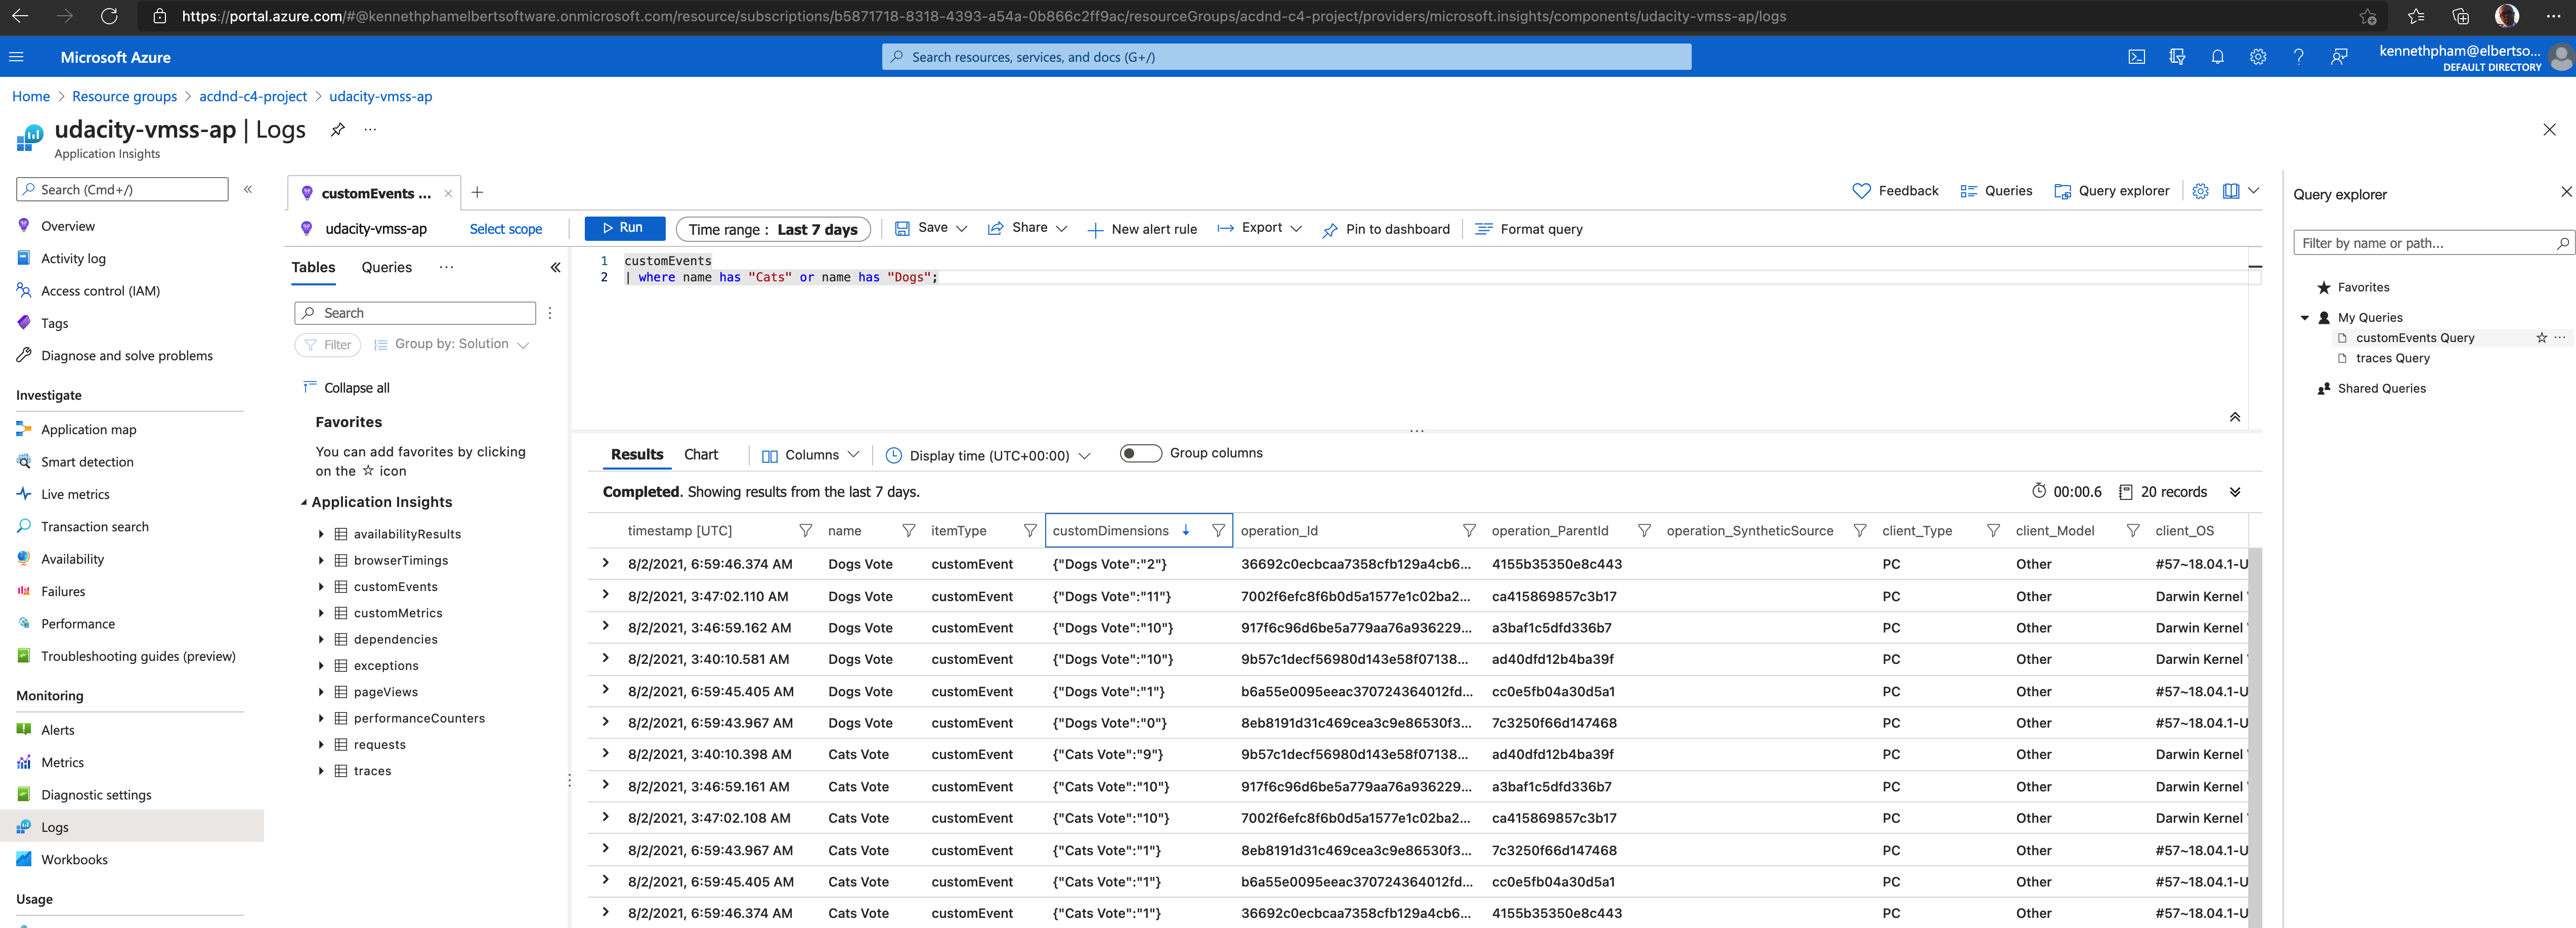 https://portal.azure.com/#@kennethphamelbertsoftware.onmicrosoft.com/resource/subscriptions/b5871718-8318-4393-a54a-0b866c2ff9ac/resourceGroups/acdnd-c4-project/providers/microsoft.insights/components/udacity-vmss-ap/logs
Microsoft Azure
Search resources, services, and docs (G+/)
kennethpham@elbertso...
DEFAULT DIRECTORY
Home > Resource groups > acdnd-c4-project > udacity-vmss-ap
udacity-vmss-ap | Logs
Application Insights
Search (Cmd+/)
Overview
Activity log
Access control (IAM)
Tags
Diagnose and solve problems
Investigate
Application map
Smart detection
Live metrics
Transaction search
Availability
Failures
Performance
Troubleshooting guides (preview)
Monitoring
Alerts
Metrics
Diagnostic settings
Logs
Workbooks
Usage
customEvents ...
Feedback Queries Query explorer
udacity-vmss-ap Select scope Run Time range : Last 7 days Save Share New alert rule Export Pin to dashboard Format query
Tables Queries ...
Search
Filter Group by: Solution
Collapse all
Favorites
You can add favorites by clicking
on the ☆ icon
Application Insights
availabilityResults
browserTimings
customEvents
customMetrics
dependencies
exceptions
pageViews
performanceCounters
requests
traces
1 customEvents
2 | where name has "Cats" or name has "Dogs";
Results Chart Columns Display time (UTC+00:00) Group columns
Completed. Showing results from the last 7 days. 00:00.6 20 records
timestamp [UTC] name itemType customDimensions operation_Id operation_ParentId operation_SyntheticSource client_Type client_Model client_OS
8/2/2021, 6:59:46.374 AM Dogs Vote customEvent {"Dogs Vote":"2"} 36692c0ecbcaa7358cfb129a4cb6... 4155b35350e8c443 PC Other #57~18.04.1-U
8/2/2021, 3:47:02.110 AM Dogs Vote customEvent {"Dogs Vote":"11"} 7002f6efc8f6b0d5a1577e1c02ba2... ca415869857c3b17 PC Other Darwin Kernel
8/2/2021, 3:46:59.162 AM Dogs Vote customEvent {"Dogs Vote":"10"} 917f6c96d6be5a779aa76a936229... a3baf1c5dfd336b7 PC Other Darwin Kernel
8/2/2021, 3:40:10.581 AM Dogs Vote customEvent {"Dogs Vote":"10"} 9b57c1decf56980d143e58f07138... ad40dfd12b4ba39f PC Other Darwin Kernel
8/2/2021, 6:59:45.405 AM Dogs Vote customEvent {"Dogs Vote":"1"} b6a55e0095eeac370724364012fd... cc0e5fb04a30d5a1 PC Other #57~18.04.1-U
8/2/2021, 6:59:43.967 AM Dogs Vote customEvent {"Dogs Vote":"0"} 8eb8191d31c469cea3c9e86530f3... 7c3250f66d147468 PC Other #57~18.04.1-U
8/2/2021, 3:40:10.398 AM Cats Vote customEvent {"Cats Vote":"9"} 9b57c1decf56980d143e58f07138... ad40dfd12b4ba39f PC Other Darwin Kernel
8/2/2021, 3:46:59.161 AM Cats Vote customEvent {"Cats Vote":"10"} 917f6c96d6be5a779aa76a936229... a3baf1c5dfd336b7 PC Other Darwin Kernel
8/2/2021, 3:47:02.108 AM Cats Vote customEvent {"Cats Vote":"10"} 7002f6efc8f6b0d5a1577e1c02ba2... ca415869857c3b17 PC Other Darwin Kernel
8/2/2021, 6:59:43.967 AM Cats Vote customEvent {"Cats Vote":"1"} 8eb8191d31c469cea3c9e86530f3... 7c3250f66d147468 PC Other #57~18.04.1-U
8/2/2021, 6:59:45.405 AM Cats Vote customEvent {"Cats Vote":"1"} b6a55e0095eeac370724364012fd... cc0e5fb04a30d5a1 PC Other #57~18.04.1-U
8/2/2021, 6:59:46.374 AM Cats Vote customEvent {"Cats Vote":"1"} 36692c0ecbcaa7358cfb129a4cb6... 4155b35350e8c443 PC Other #57~18.04.1-U
Query explorer
Filter by name or path...
Favorites
My Queries
customEvents Query
traces Query
Shared Queries